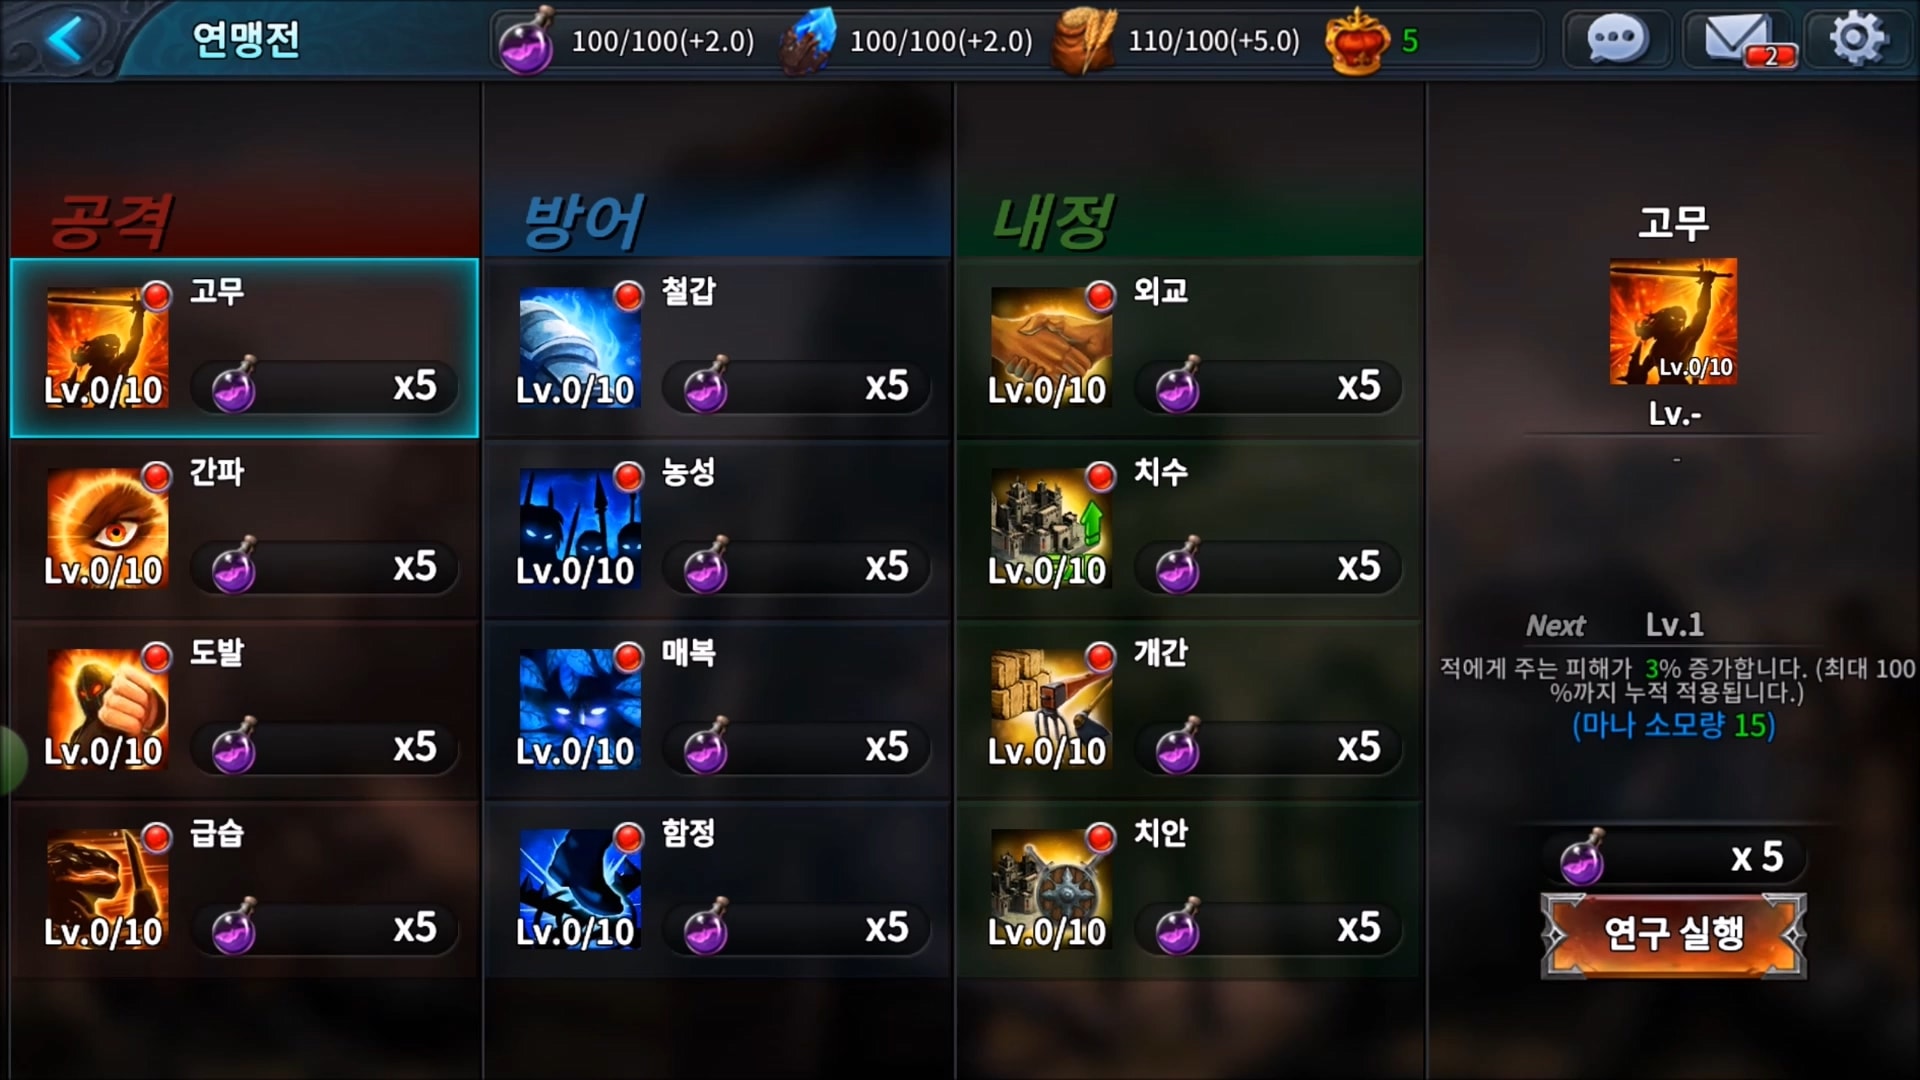 연맹전
100/100(+2.0)
100/100(+2.0)
110/100(+5.0)
5
2
공격
방어
내정
고무
Lv.0/10
x5
간파
Lv.0/10
x5
도발
Lv.0/10
x5
급습
Lv.0/10
x5
철갑
Lv.0/10
x5
농성
Lv.0/10
x5
매복
Lv.0/10
x5
함정
Lv.0/10
x5
외교
Lv.0/10
x5
치수
Lv.0/10
x5
개간
Lv.0/10
x5
치안
Lv.0/10
x5
고무
Lv.0/10
Lv.-
-
Next Lv.1
적에게 주는 피해가 3% 증가합니다. (최대 100
%까지 누적 적용됩니다.)
(마나 소모량 15)
x 5
연구 실행